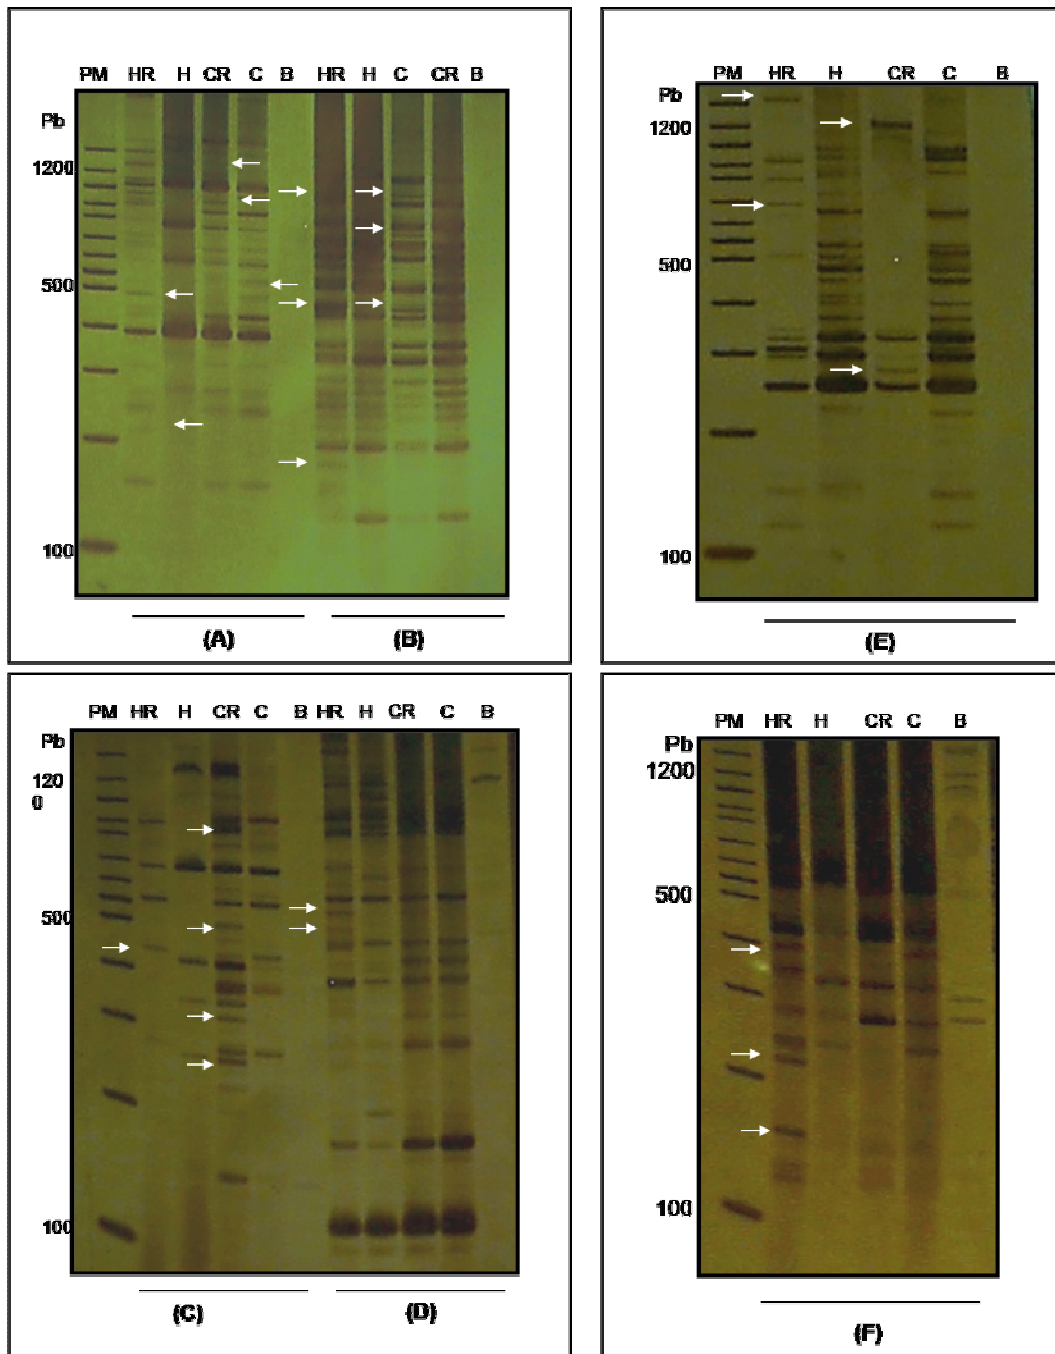 PM HR H CR C B HR H C CR B
Pb
1200
500
100
(A) (B)
PM HR H CR C B
Pb
1200
500
100
(E)
PM HR H CR C B HR H CR C B
Pb
120
0
500
100
(C) (D)
PM HR H CR C B
Pb
1200
500
100
(F)